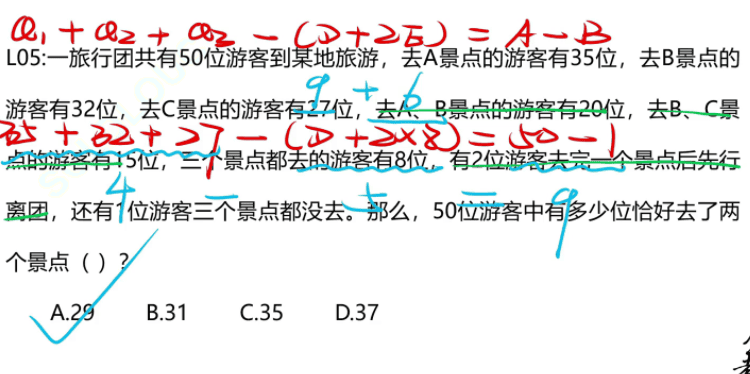 a₁+a₂+a₃-(D+2E)=A-B
L05:一旅行团共有50位游客到某地旅游，去A景点的游客有35位，去B景点的
9+6
游客有32位，去C景点的游客有27位，去A、B景点的游客有20位，去B、C景
35+32+27-(D+2×8)=50-1
点的游客有15位，三个景点都去的游客有8位，有2位游客去完一个景点后先行
4 - 5 = 9
离团，还有1位游客三个景点都没去。那么，50位游客中有多少位恰好去了两
个景点（ ）？
A.29 B.31 C.35 D.37